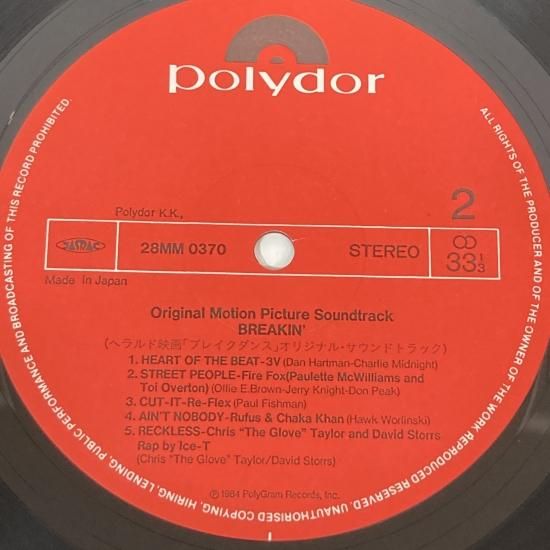 polydor
Polydor K.K.,
2
JASRAC
28MM 0370
STEREO
33 1/3
Made in Japan
Original Motion Picture Soundtrack
BREAKIN'
(ヘラルド映画「ブレイクダンス」オリジナル・サウンドトラック)
1. HEART OF THE BEAT-3V (Dan Hartman-Charlie Midnight)
2. STREET PEOPLE-Fire Fox(Paulette McWilliams and
Toi Overton) (Ollie E.Brown-Jerry Knight-Don Peak)
3. CUT-IT-Re-Flex (Paul Fishman)
4. AIN'T NOBODY-Rufus & Chaka Khan (Hawk Worlinski)
5. RECKLESS-Chris "The Glove" Taylor and David Storrs
Rap by Ice-T
(Chris "The Glove" Taylor/David Storrs)
℗ 1984 PolyGram Records, Inc.
ALL RIGHTS OF THE PRODUCER AND OF THE OWNER OF THE WORK REPRODUCED RESERVED. UNAUTHORISED COPYING, HIRING, LENDING, PUBLIC PERFORMANCE AND BROADCASTING OF THIS RECORD PROHIBITED.